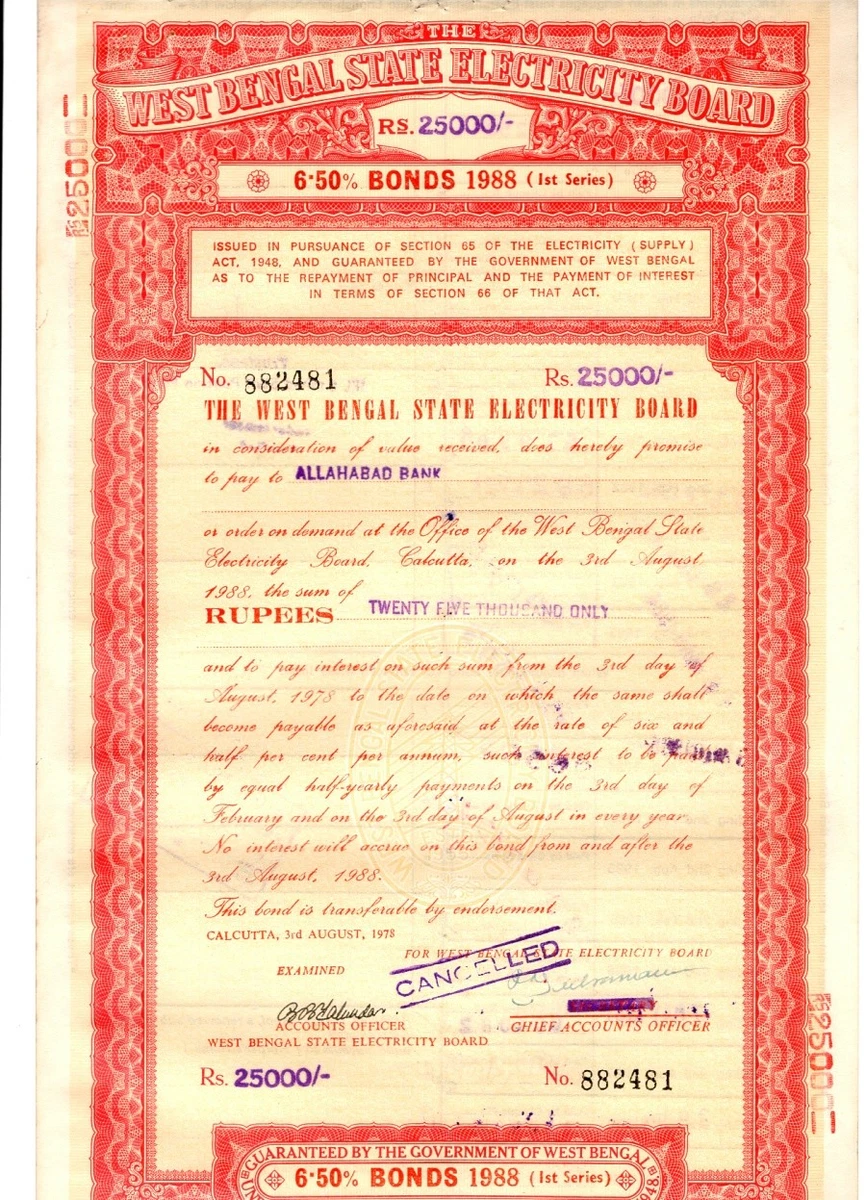 THE
WEST BENGAL STATE ELECTRICITY BOARD
RS. 25000/-
6·50% BONDS 1988 (1st Series)
RS 25000
ISSUED IN PURSUANCE OF SECTION 65 OF THE ELECTRICITY (SUPPLY)
ACT, 1948, AND GUARANTEED BY THE GOVERNMENT OF WEST BENGAL
AS TO THE REPAYMENT OF PRINCIPAL AND THE PAYMENT OF INTEREST
IN TERMS OF SECTION 66 OF THAT ACT.
No. 882481 Rs. 25000/-
THE WEST BENGAL STATE ELECTRICITY BOARD
in consideration of value received, does hereby promise
to pay to ALLAHABAD BANK
or order on demand at the Office of the West Bengal State
Electricity Board, Calcutta, on the 3rd August
1988, the sum of
RUPEES TWENTY FIVE THOUSAND ONLY
and to pay interest on such sum from the 3rd day of
August, 1978 to the date on which the same shall
become payable as aforesaid at the rate of six and
half per cent per annum, such interest to be paid
by equal half-yearly payments on the 3rd day of
February and on the 3rd day of August in every year
No interest will accrue on this bond from and after the
3rd August, 1988.
This bond is transferable by endorsement.
CALCUTTA, 3rd AUGUST, 1978
FOR WEST BENGAL STATE ELECTRICITY BOARD
CANCELLED
EXAMINED
ACCOUNTS OFFICER
CHIEF ACCOUNTS OFFICER
WEST BENGAL STATE ELECTRICITY BOARD
Rs. 25000/- No. 882481
RS 25000
GUARANTEED BY THE GOVERNMENT OF WEST BENGAL
6·50% BONDS 1988 (1st Series)